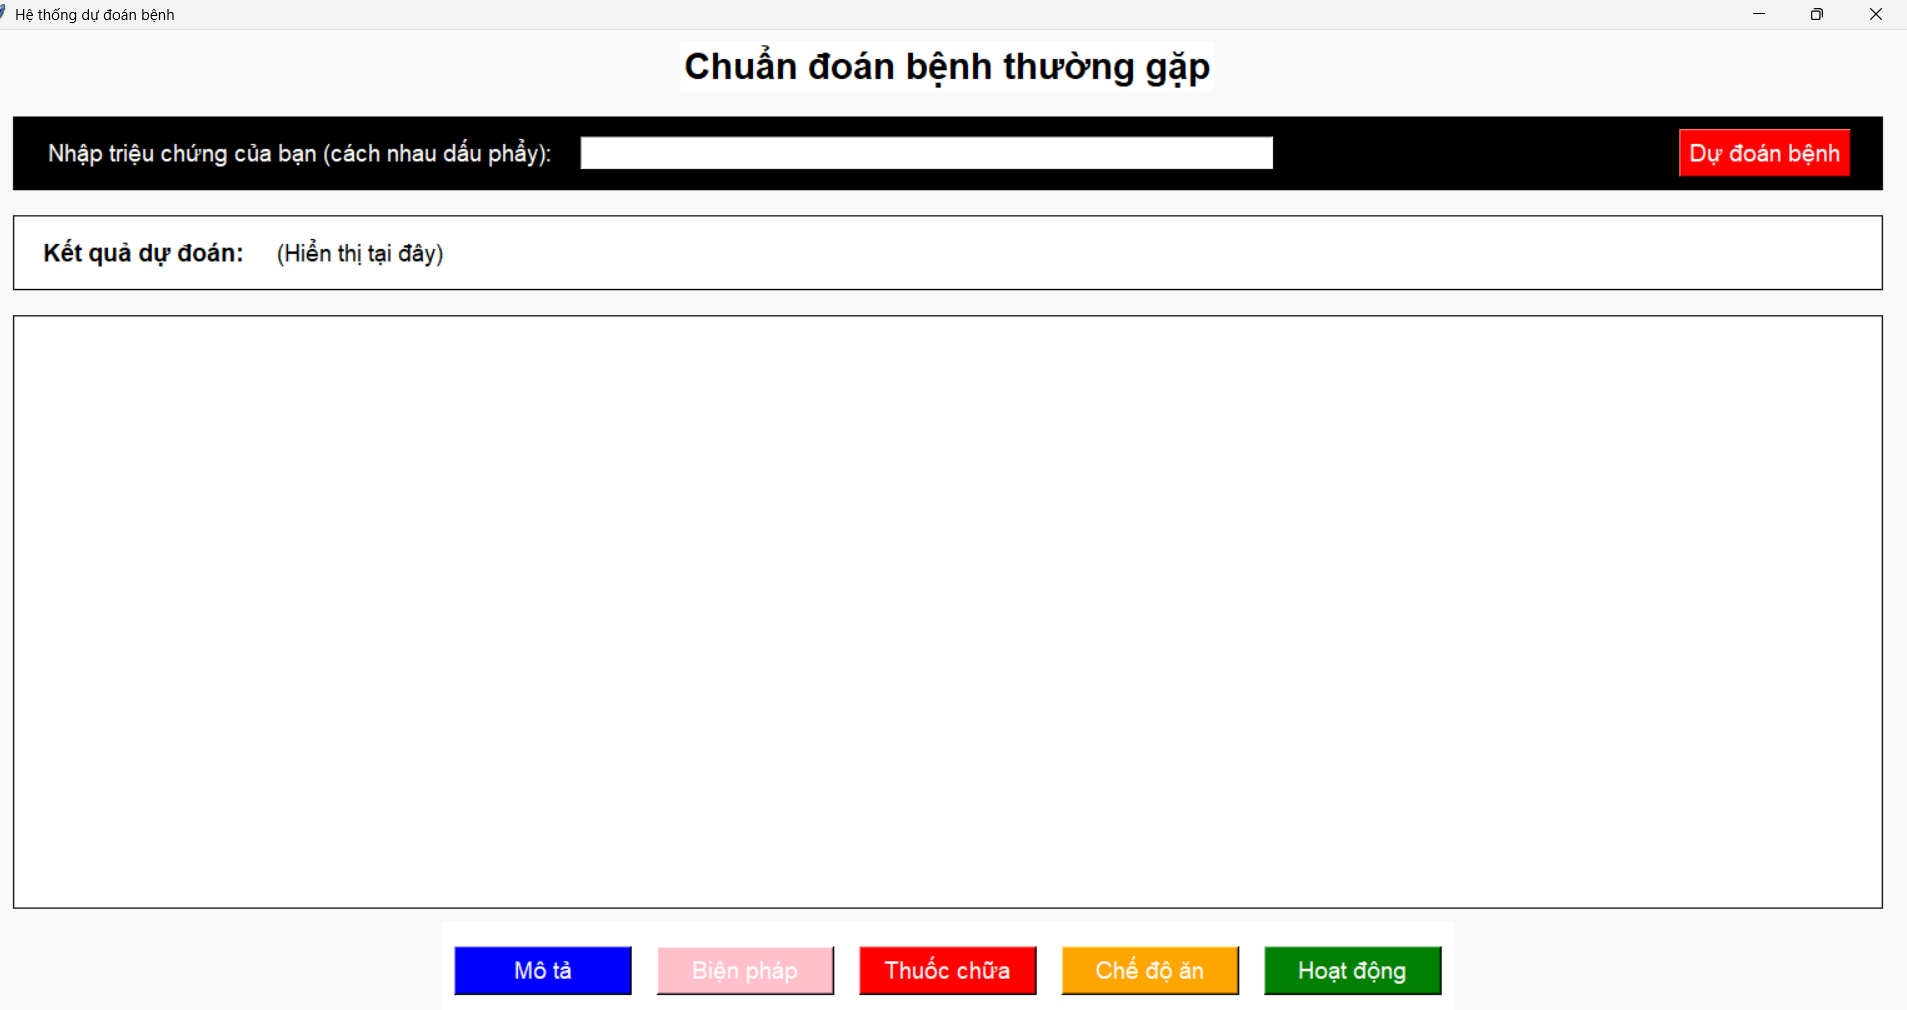 Hệ thống dự đoán bệnh
Chuẩn đoán bệnh thường gặp
Nhập triệu chứng của bạn (cách nhau dấu phẩy):
Dự đoán bệnh
Kết quả dự đoán: (Hiển thị tại đây)
Mô tả Biện pháp Thuốc chữa Chế độ ăn Hoạt động